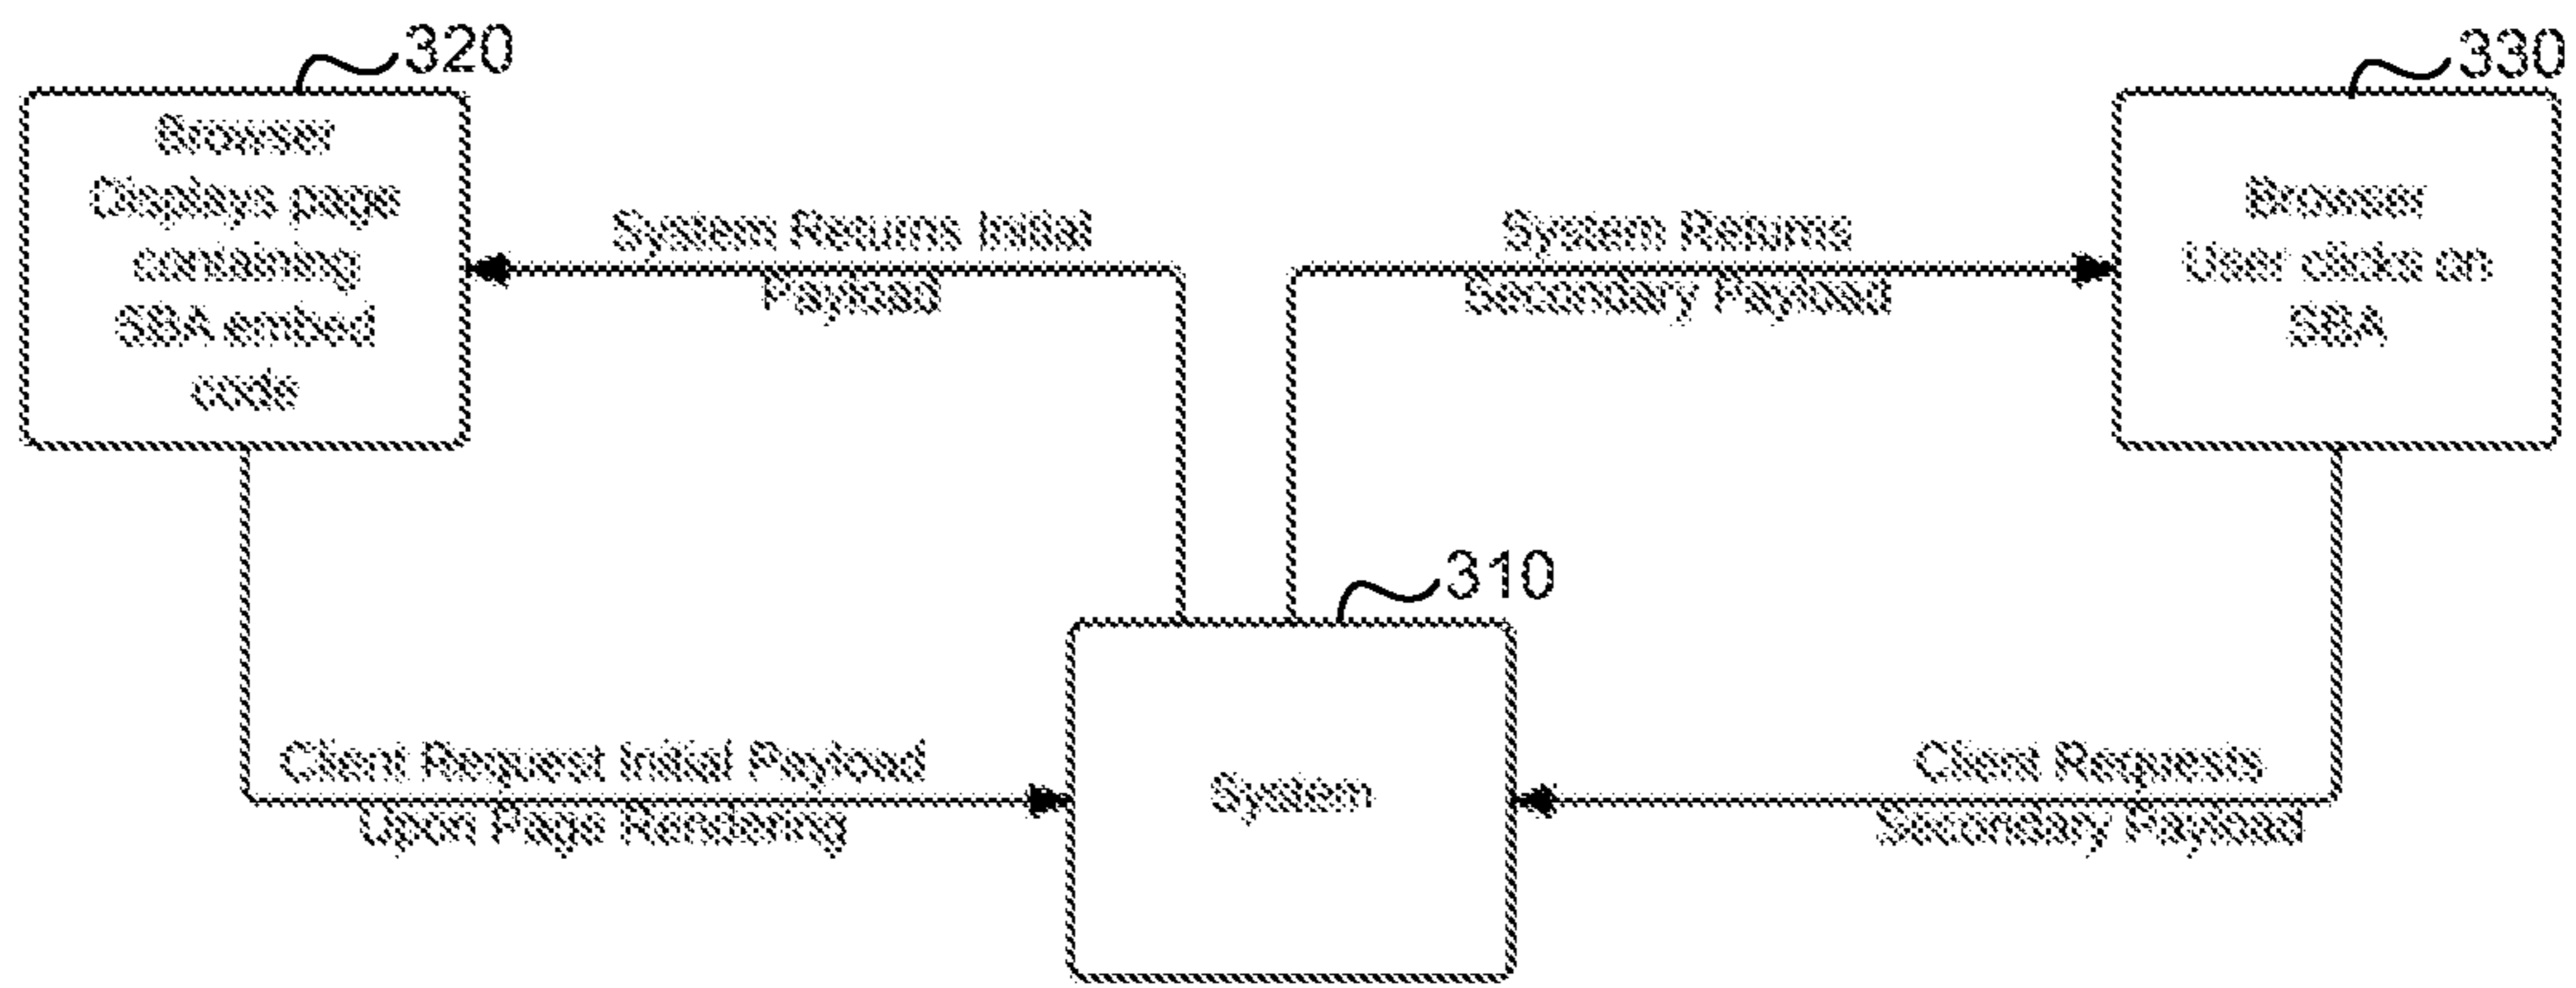 320
330
Browser
Displays page
containing
SBA embed
code
System Returns Initial
Payload
System Returns
Secondary Payload
Browser
User clicks on
SBA
310
Client Request Initial Payload
Upon Page Rendering
System
Client Requests
Secondary Payload